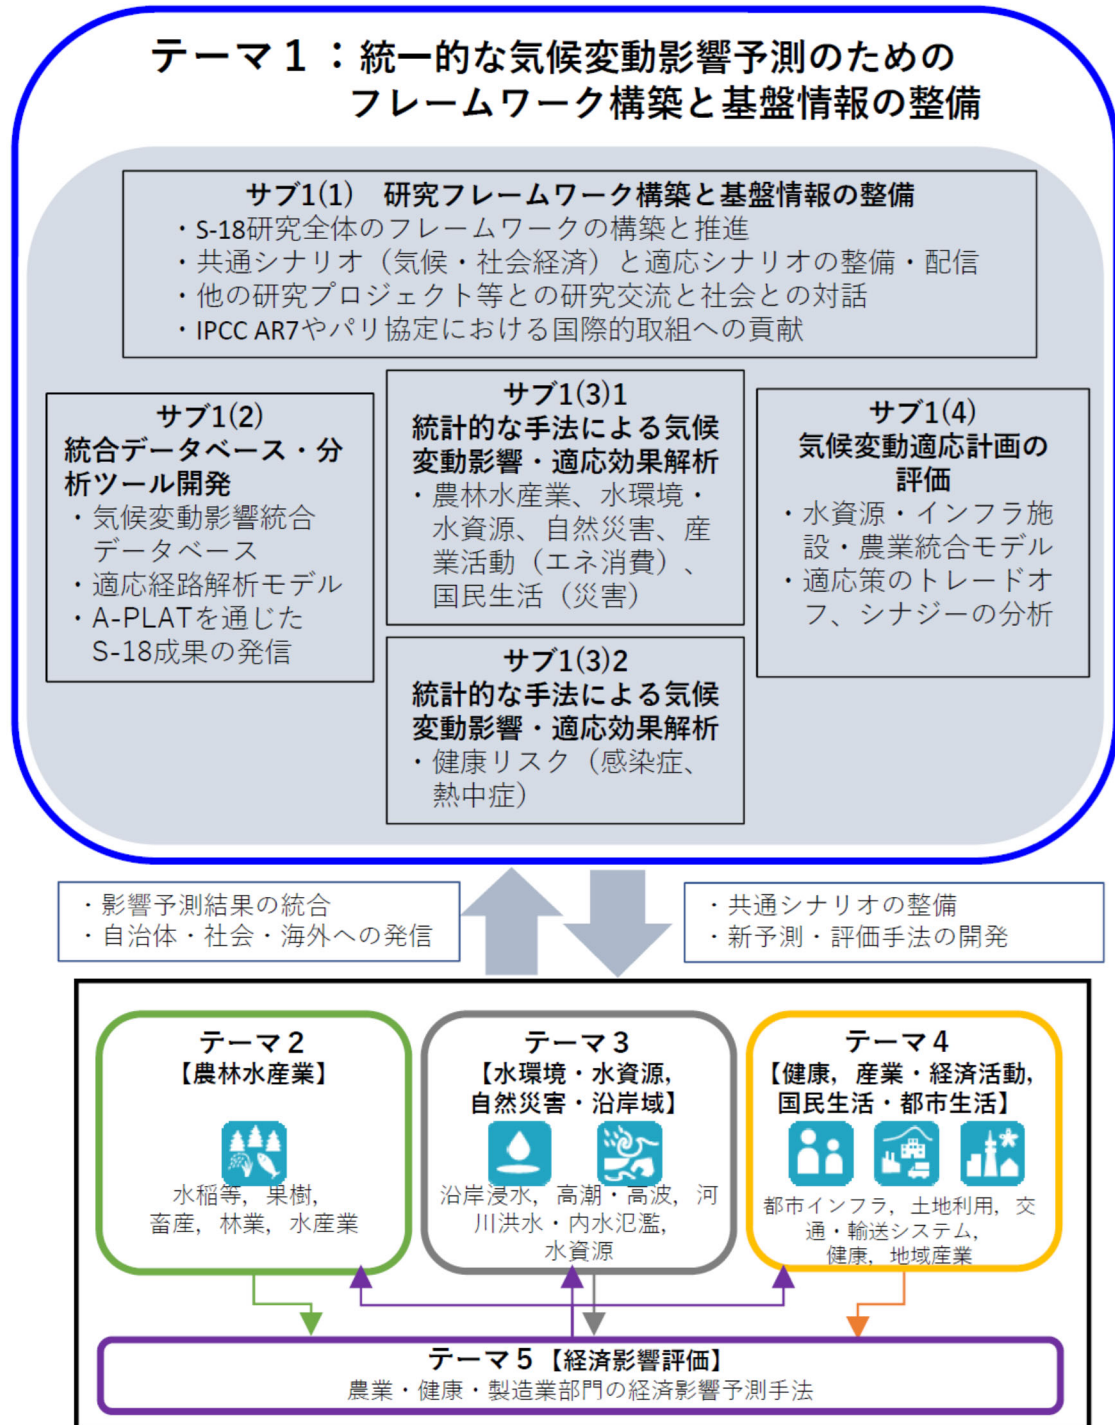 テーマ１：統一的な気候変動影響予測のための
フレームワーク構築と基盤情報の整備
サブ1(1)　研究フレームワーク構築と基盤情報の整備
・S-18研究全体のフレームワークの構築と推進
・共通シナリオ（気候・社会経済）と適応シナリオの整備・配信
・他の研究プロジェクト等との研究交流と社会との対話
・IPCC AR7やパリ協定における国際的取組への貢献
サブ1(2)
統合データベース・分
析ツール開発
・気候変動影響統合
データベース
・適応経路解析モデル
・A-PLATを通じた
S-18成果の発信
サブ1(3)1
統計的な手法による気候
変動影響・適応効果解析
・農林水産業、水環境・
水資源、自然災害、産
業活動（エネ消費）、
国民生活（災害）
サブ1(3)2
統計的な手法による気候
変動影響・適応効果解析
・健康リスク（感染症、
熱中症）
サブ1(4)
気候変動適応計画の
評価
・水資源・インフラ施
設・農業統合モデル
・適応策のトレードオ
フ、シナジーの分析
・影響予測結果の統合
・自治体・社会・海外への発信
・共通シナリオの整備
・新予測・評価手法の開発
テーマ２
【農林水産業】
水稲等, 果樹,
畜産, 林業, 水産業
テーマ３
【水環境・水資源,
自然災害・沿岸域】
沿岸浸水, 高潮・高波, 河
川洪水・内水氾濫,
水資源
テーマ４
【健康, 産業・経済活動,
国民生活・都市生活】
都市インフラ, 土地利用, 交
通・輸送システム,
健康, 地域産業
テーマ５【経済影響評価】
農業・健康・製造業部門の経済影響予測手法